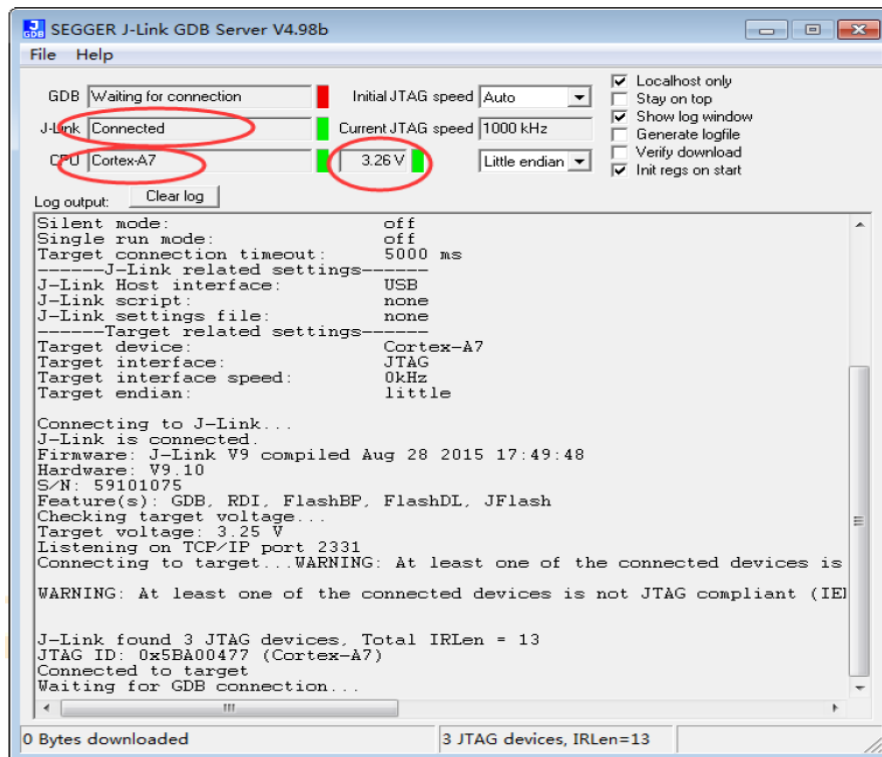 SEGGER J-Link GDB Server V4.98b
File Help
GDB Waiting for connection Initial JTAG speed Auto Localhost only
Stay on top
J-Link Connected Current JTAG speed 1000 kHz Show log window
Generate logfile
CPU Cortex-A7 3.26 V Little endian Verify download
Init regs on start
Log output: Clear log
Silent mode: off
Single run mode: off
Target connection timeout: 5000 ms
------J-Link related settings------
J-Link Host interface: USB
J-Link script: none
J-Link settings file: none
------Target related settings------
Target device: Cortex-A7
Target interface: JTAG
Target interface speed: 0kHz
Target endian: little
Connecting to J-Link...
J-Link is connected.
Firmware: J-Link V9 compiled Aug 28 2015 17:49:48
Hardware: V9.10
S/N: 59101075
Feature(s): GDB, RDI, FlashBP, FlashDL, JFlash
Checking target voltage...
Target voltage: 3.25 V
Listening on TCP/IP port 2331
Connecting to target...WARNING: At least one of the connected devices is
WARNING: At least one of the connected devices is not JTAG compliant (IE
J-Link found 3 JTAG devices, Total IRLen = 13
JTAG ID: 0x5BA00477 (Cortex-A7)
Connected to target
Waiting for GDB connection...
0 Bytes downloaded 3 JTAG devices, IRLen=13